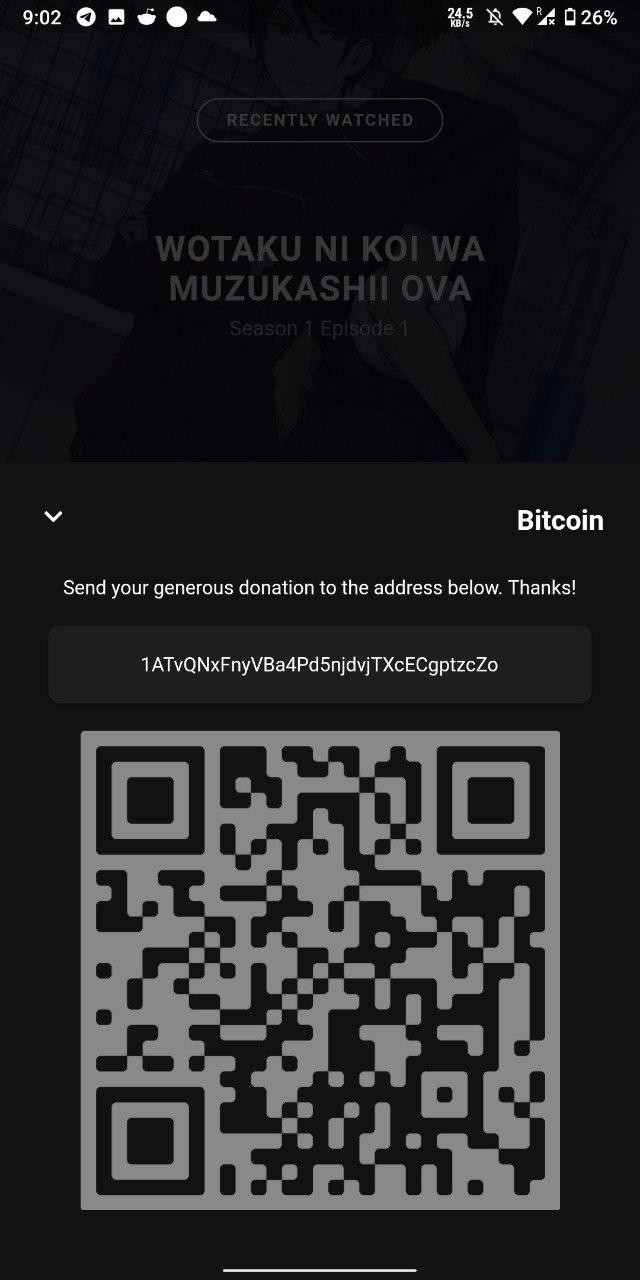 9:02
24.5
KB/s
R
26%
RECENTLY WATCHED
WOTAKU NI KOI WA
MUZUKASHII OVA
Season 1 Episode 1
Bitcoin
Send your generous donation to the address below. Thanks!
1ATvQNxFnyVBa4Pd5njdvjTXcECgptzcZo